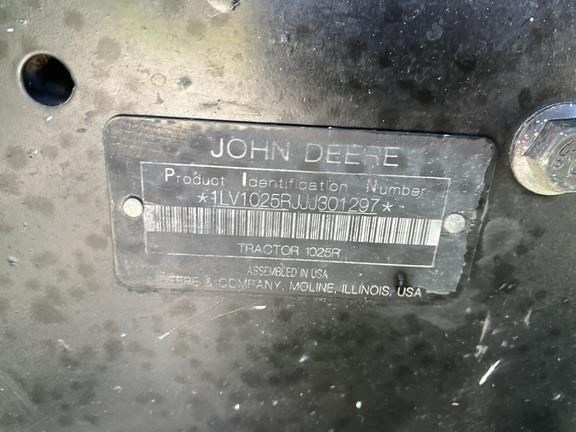 JOHN DEERE
Product Identification Number
*1LV1025RJJJ301297*
TRACTOR 1025R
ASSEMBLED IN USA
DEERE & COMPANY, MOLINE, ILLINOIS, USA